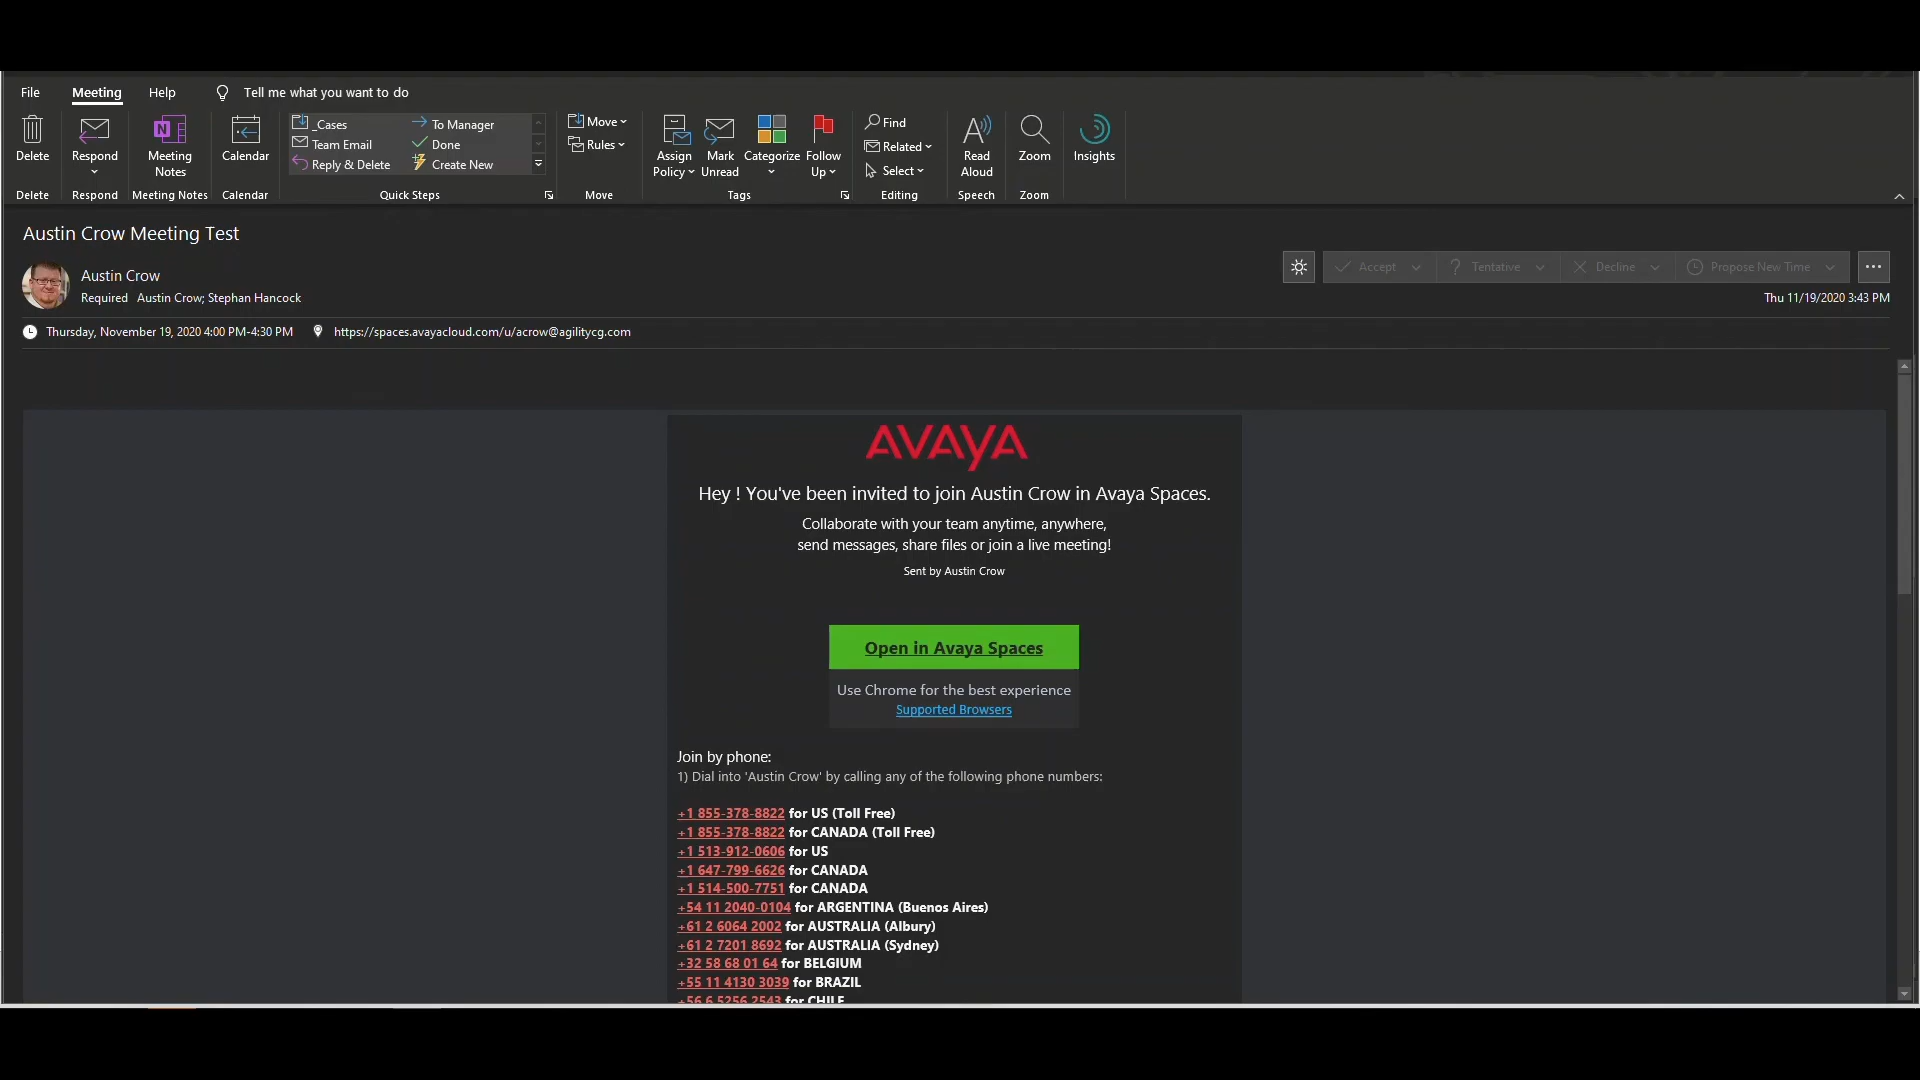 File Meeting Help Tell me what you want to do
Delete
Respond
Meeting Notes
Calendar
_Cases To Manager
Team Email Done
Reply & Delete Create New
Move
Rules
Assign Policy
Mark Unread
Categorize
Follow Up
Find
Related
Select
Read Aloud
Zoom
Insights
Delete Respond Meeting Notes Calendar Quick Steps Move Tags Editing Speech Zoom
Austin Crow Meeting Test
Austin Crow
Accept Tentative Decline Propose New Time
Required Austin Crow; Stephan Hancock
Thu 11/19/2020 3:43 PM
Thursday, November 19, 2020 4:00 PM-4:30 PM https://spaces.avayacloud.com/u/acrow@agilitycg.com
AVAYA
Hey ! You've been invited to join Austin Crow in Avaya Spaces.
Collaborate with your team anytime, anywhere,
send messages, share files or join a live meeting!
Sent by Austin Crow
Open in Avaya Spaces
Use Chrome for the best experience
Supported Browsers
Join by phone:
1) Dial into 'Austin Crow' by calling any of the following phone numbers:
+1 855-378-8822 for US (Toll Free)
+1 855-378-8822 for CANADA (Toll Free)
+1 513-912-0606 for US
+1 647-799-6626 for CANADA
+1 514-500-7751 for CANADA
+54 11 2040-0104 for ARGENTINA (Buenos Aires)
+61 2 6064 2002 for AUSTRALIA (Albury)
+61 2 7201 8692 for AUSTRALIA (Sydney)
+32 58 68 01 64 for BELGIUM
+55 11 4130 3039 for BRAZIL
+56 6 5256 2543 for CHILE